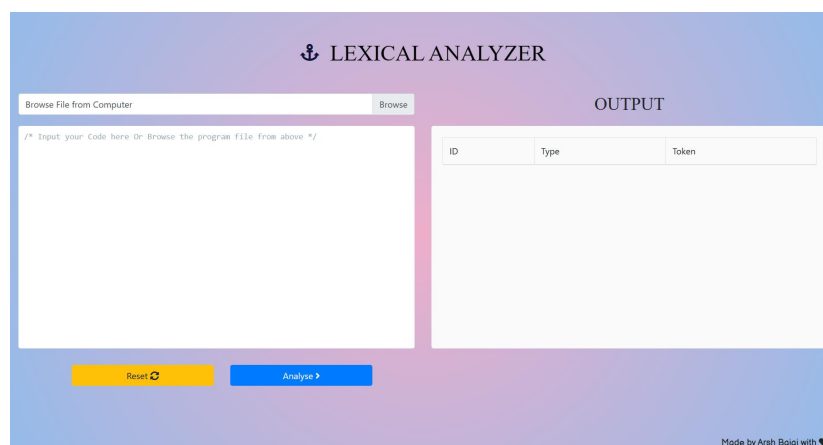 LEXICAL ANALYZER
Browse File from Computer Browse
OUTPUT
/* Input your Code here Or Browse the program file from above */
ID Type Token
Reset
Analyse
Made by Arsh Bajaj with